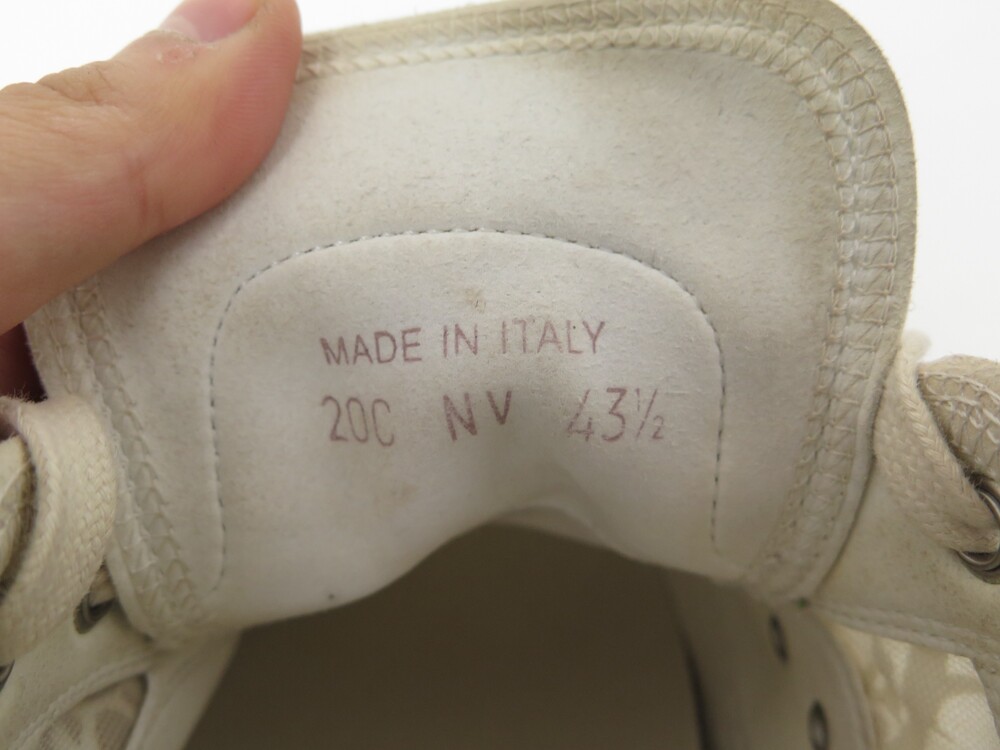 MADE IN ITALY
20C NV 43½